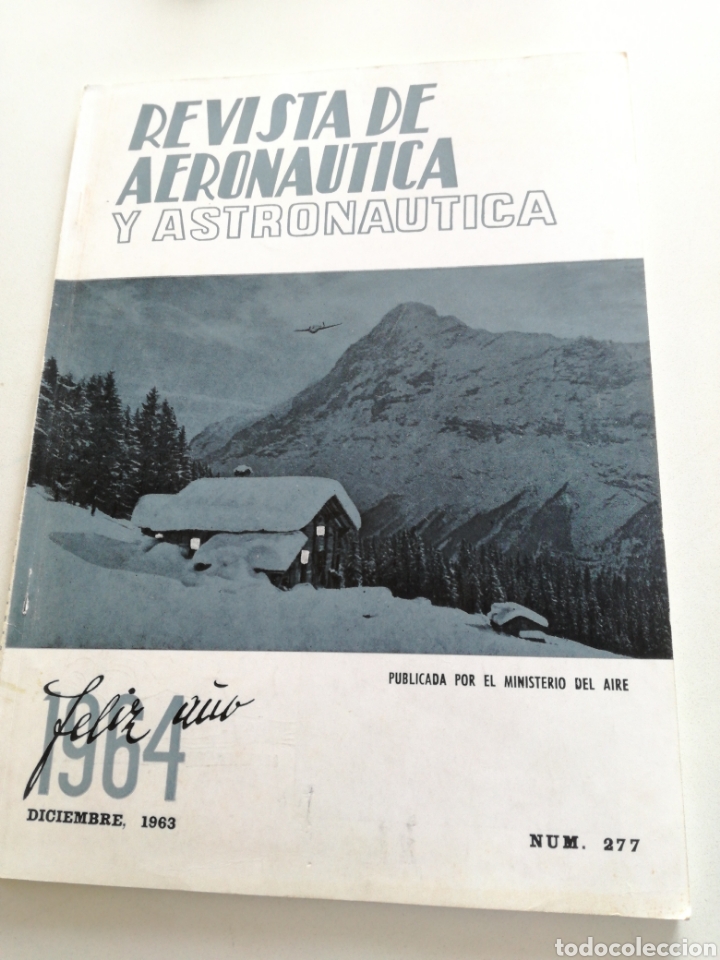 REVISTA DE
AERONAUTICA
Y ASTRONAUTICA
PUBLICADA POR EL MINISTERIO DEL AIRE
feliz año
1964
DICIEMBRE, 1963
NUM. 277
todocoleccion